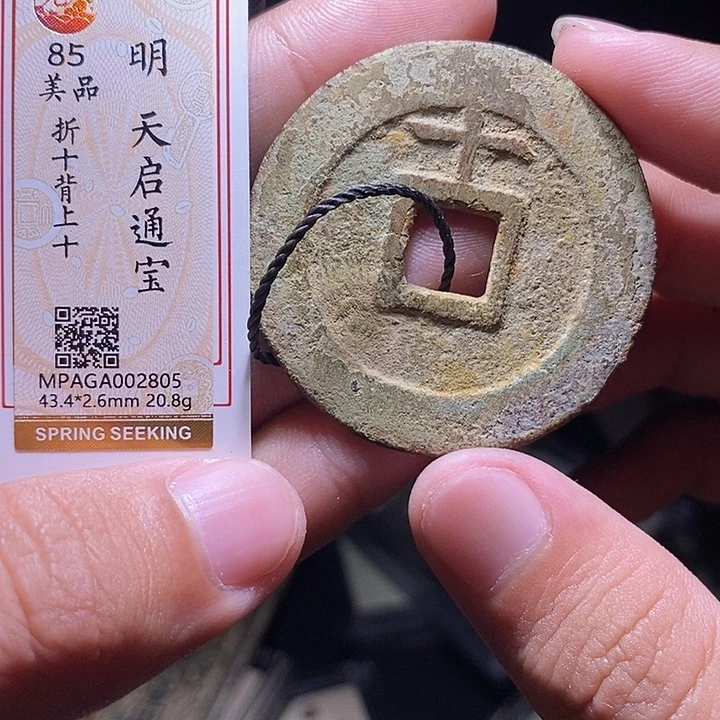 85
美品
明
天启通宝
折十背上十
MPAGA002805
43.4*2.6mm 20.8g
SPRING SEEKING
十